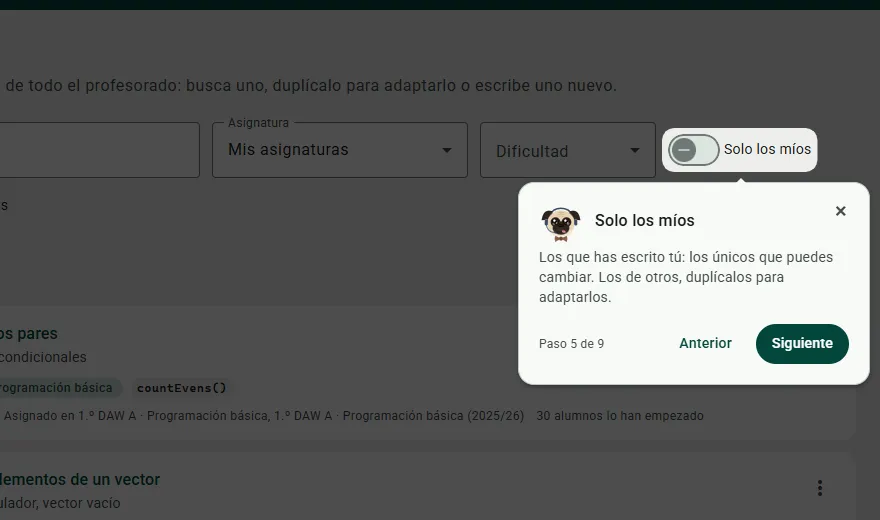 de todo el profesorado: busca uno, duplícalo para adaptarlo o escribe uno nuevo.
Asignatura
Mis asignaturas
Dificultad
Solo los míos
s
Solo los míos
Los que has escrito tú: los únicos que puedes
cambiar. Los de otros, duplícalos para
adaptarlos.
Paso 5 de 9
Anterior
Siguiente
os pares
condicionales
rogramación básica
countEvens()
Asignado en 1.º DAW A · Programación básica, 1.º DAW A · Programación básica (2025/26)
30 alumnos lo han empezado
lementos de un vector
ulador, vector vacío